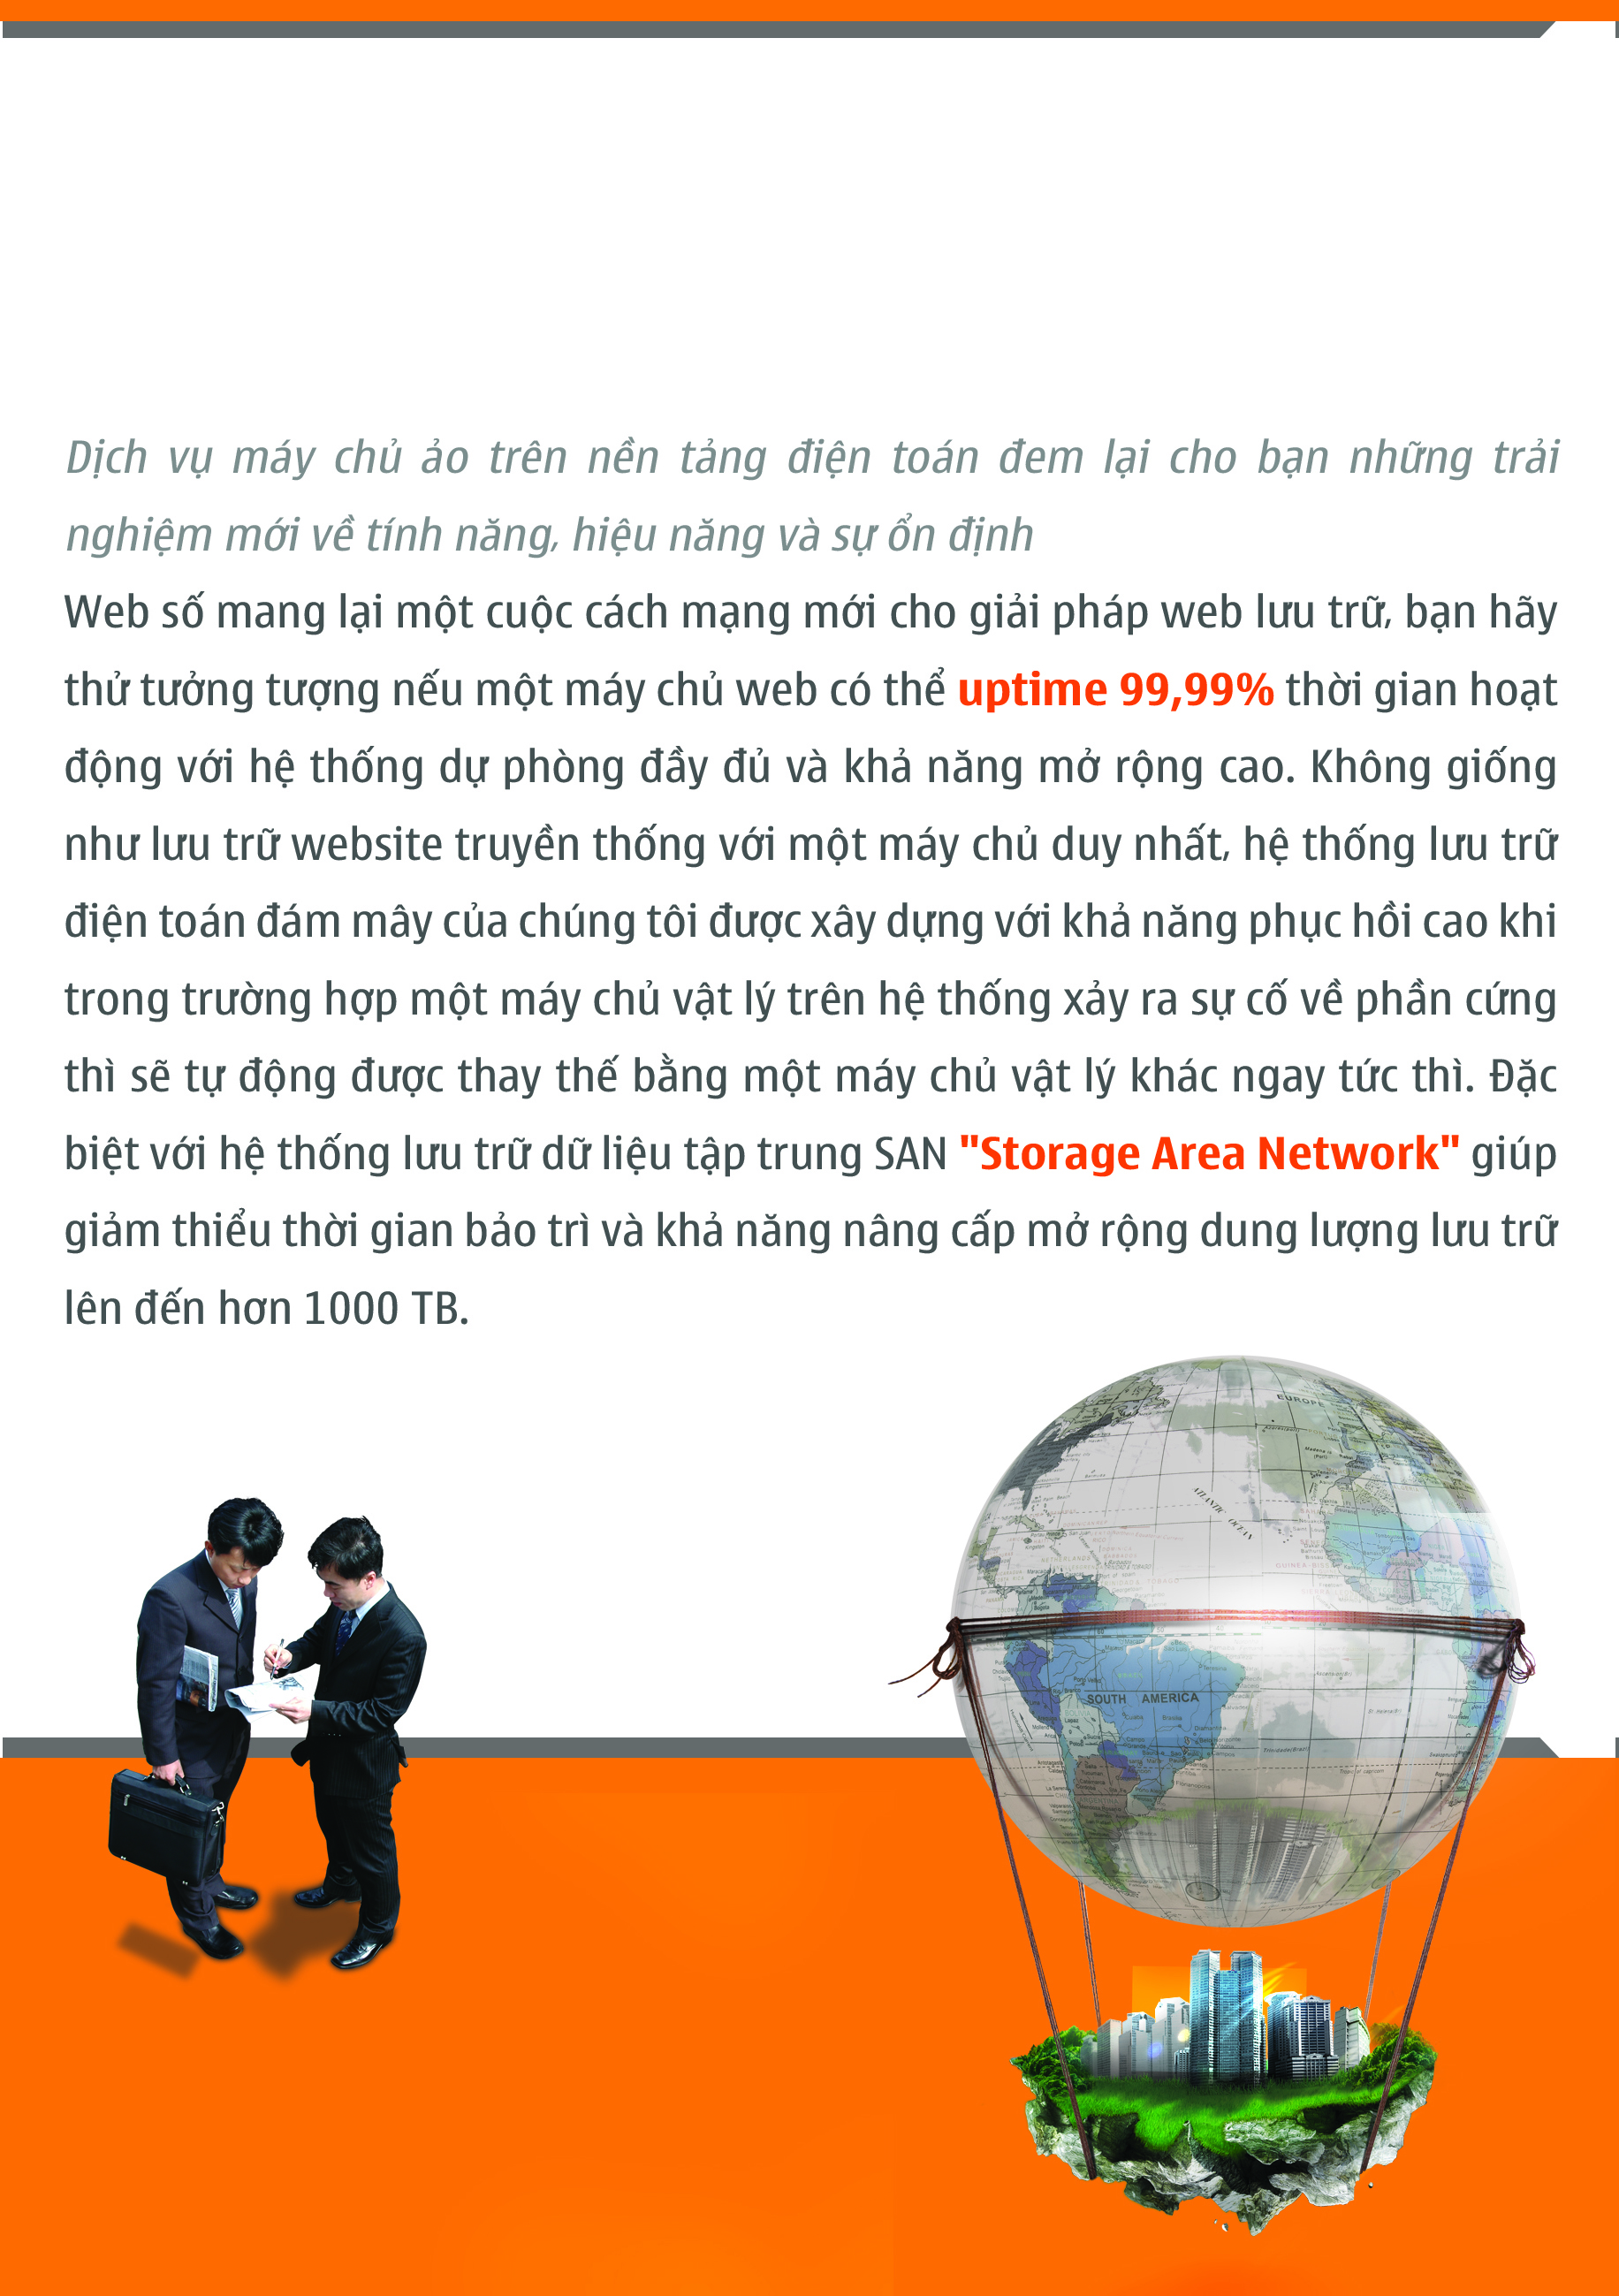 Dịch vụ máy chủ ảo trên nền tảng điện toán đem lại cho bạn những trải
nghiệm mới về tính năng, hiệu năng và sự ổn định
Web số mang lại một cuộc cách mạng mới cho giải pháp web lưu trữ, bạn hãy
thử tưởng tượng nếu một máy chủ web có thể uptime 99,99% thời gian hoạt
động với hệ thống dự phòng đầy đủ và khả năng mở rộng cao. Không giống
như lưu trữ website truyền thống với một máy chủ duy nhất, hệ thống lưu trữ
điện toán đám mây của chúng tôi được xây dựng với khả năng phục hồi cao khi
trong trường hợp một máy chủ vật lý trên hệ thống xảy ra sự cố về phần cứng
thì sẽ tự động được thay thế bằng một máy chủ vật lý khác ngay tức thì. Đặc
biệt với hệ thống lưu trữ dữ liệu tập trung SAN "Storage Area Network" giúp
giảm thiểu thời gian bảo trì và khả năng nâng cấp mở rộng dung lượng lưu trữ
lên đến hơn 1000 TB.
EUROPE
ATLANTIC OCEAN
SOUTH AMERICA